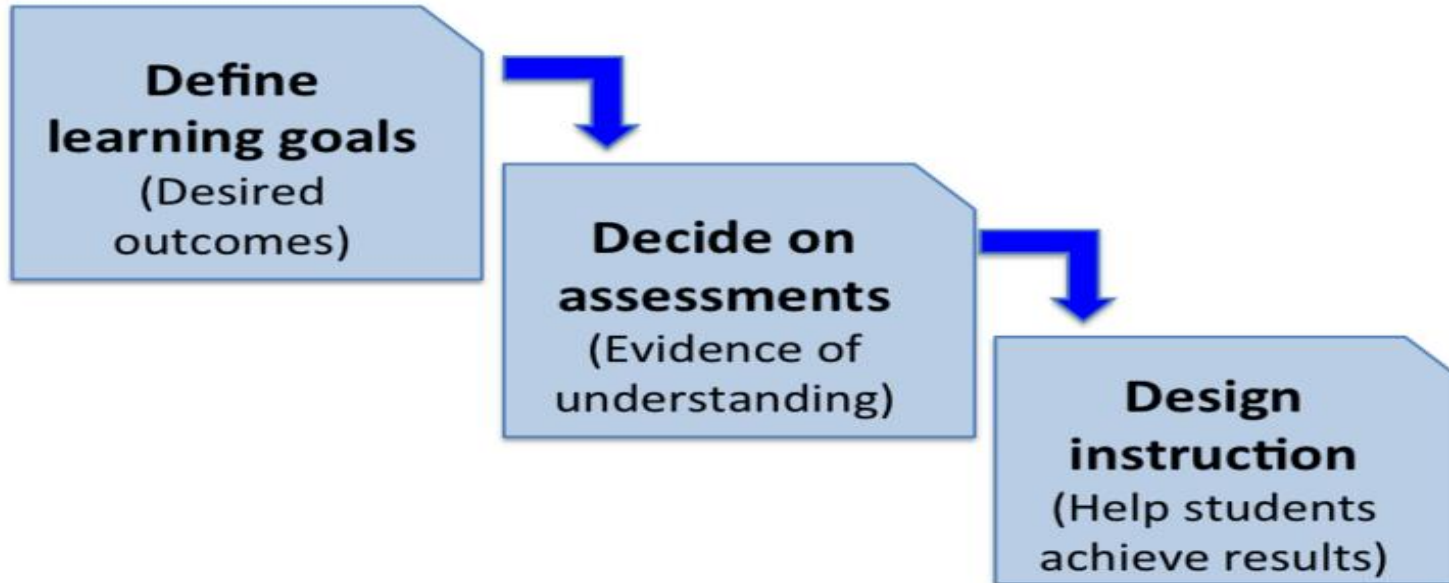 Define
learning goals
(Desired
outcomes)
Decide on
assessments
(Evidence of
understanding)
Design
instruction
(Help students
achieve results)